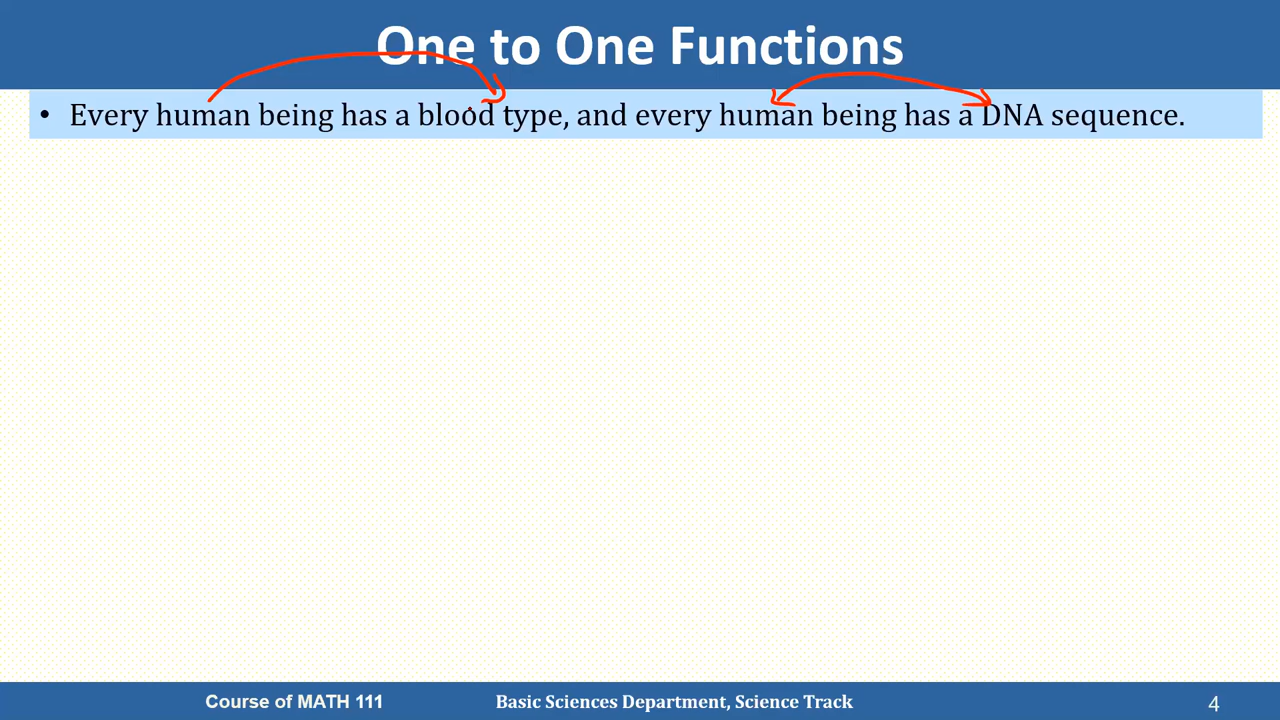 One to One Functions
• Every human being has a blood type, and every human being has a DNA sequence.
Course of MATH 111 Basic Sciences Department, Science Track 4